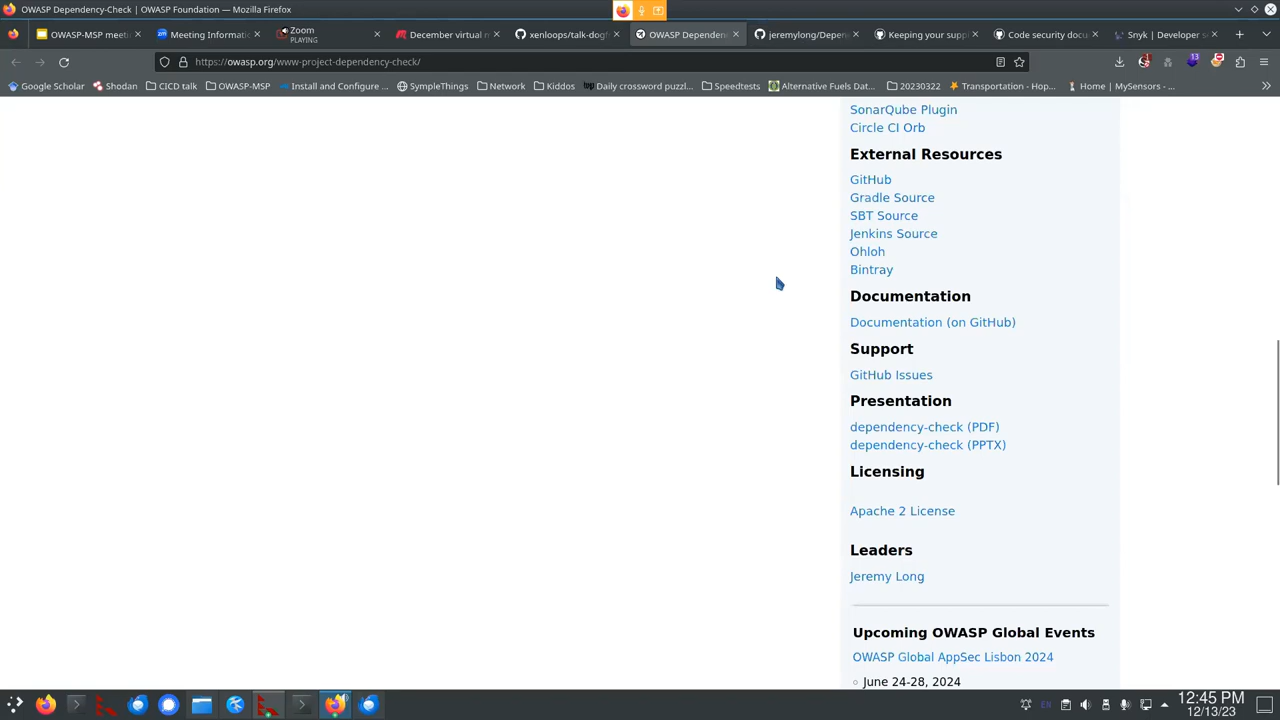 OWASP Dependency-Check | OWASP Foundation — Mozilla Firefox
OWASP-MSP meet
Meeting Informati
Zoom
PLAYING
December virtual m
xenloops/talk-dogf
OWASP Dependen
jeremylong/Depen
Keeping your supp
Code security doc
Snyk | Developer s
https://owasp.org/www-project-dependency-check/
13
Google Scholar
Shodan
CICD talk
OWASP-MSP
Install and Configure ...
SympleThings
Network
Kiddos
Daily crossword puzzl...
Speedtests
Alternative Fuels Dat...
20230322
Transportation - Hop...
Home | MySensors - ...
SonarQube Plugin
Circle CI Orb
External Resources
GitHub
Gradle Source
SBT Source
Jenkins Source
Ohloh
Bintray
Documentation
Documentation (on GitHub)
Support
GitHub Issues
Presentation
dependency-check (PDF)
dependency-check (PPTX)
Licensing
Apache 2 License
Leaders
Jeremy Long
Upcoming OWASP Global Events
OWASP Global AppSec Lisbon 2024
June 24-28, 2024
EN
12:45 PM
12/13/23